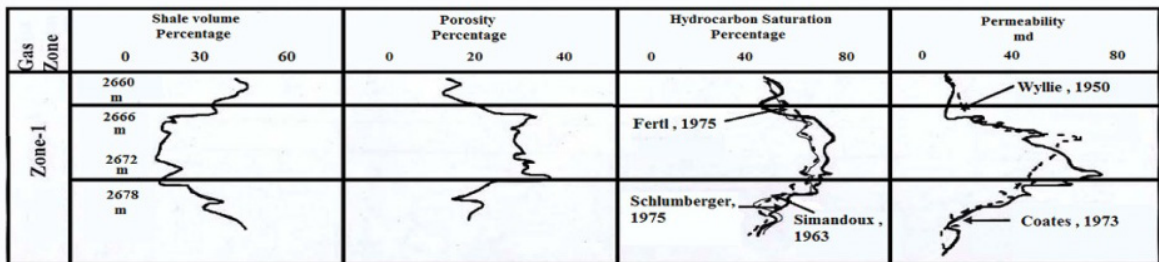 Gas
Zone
Shale volume
Percentage
0 30 60
Porosity
Percentage
0 20 40
Hydrocarbon Saturation
Percentage
0 40 80
Permeability
md
0 40 80
Zone-1
2660
m
2666
m
2672
m
2678
m
Fertl , 1975
Schlumberger,
1975
Simandoux ,
1963
Wyllie , 1950
Coates , 1973